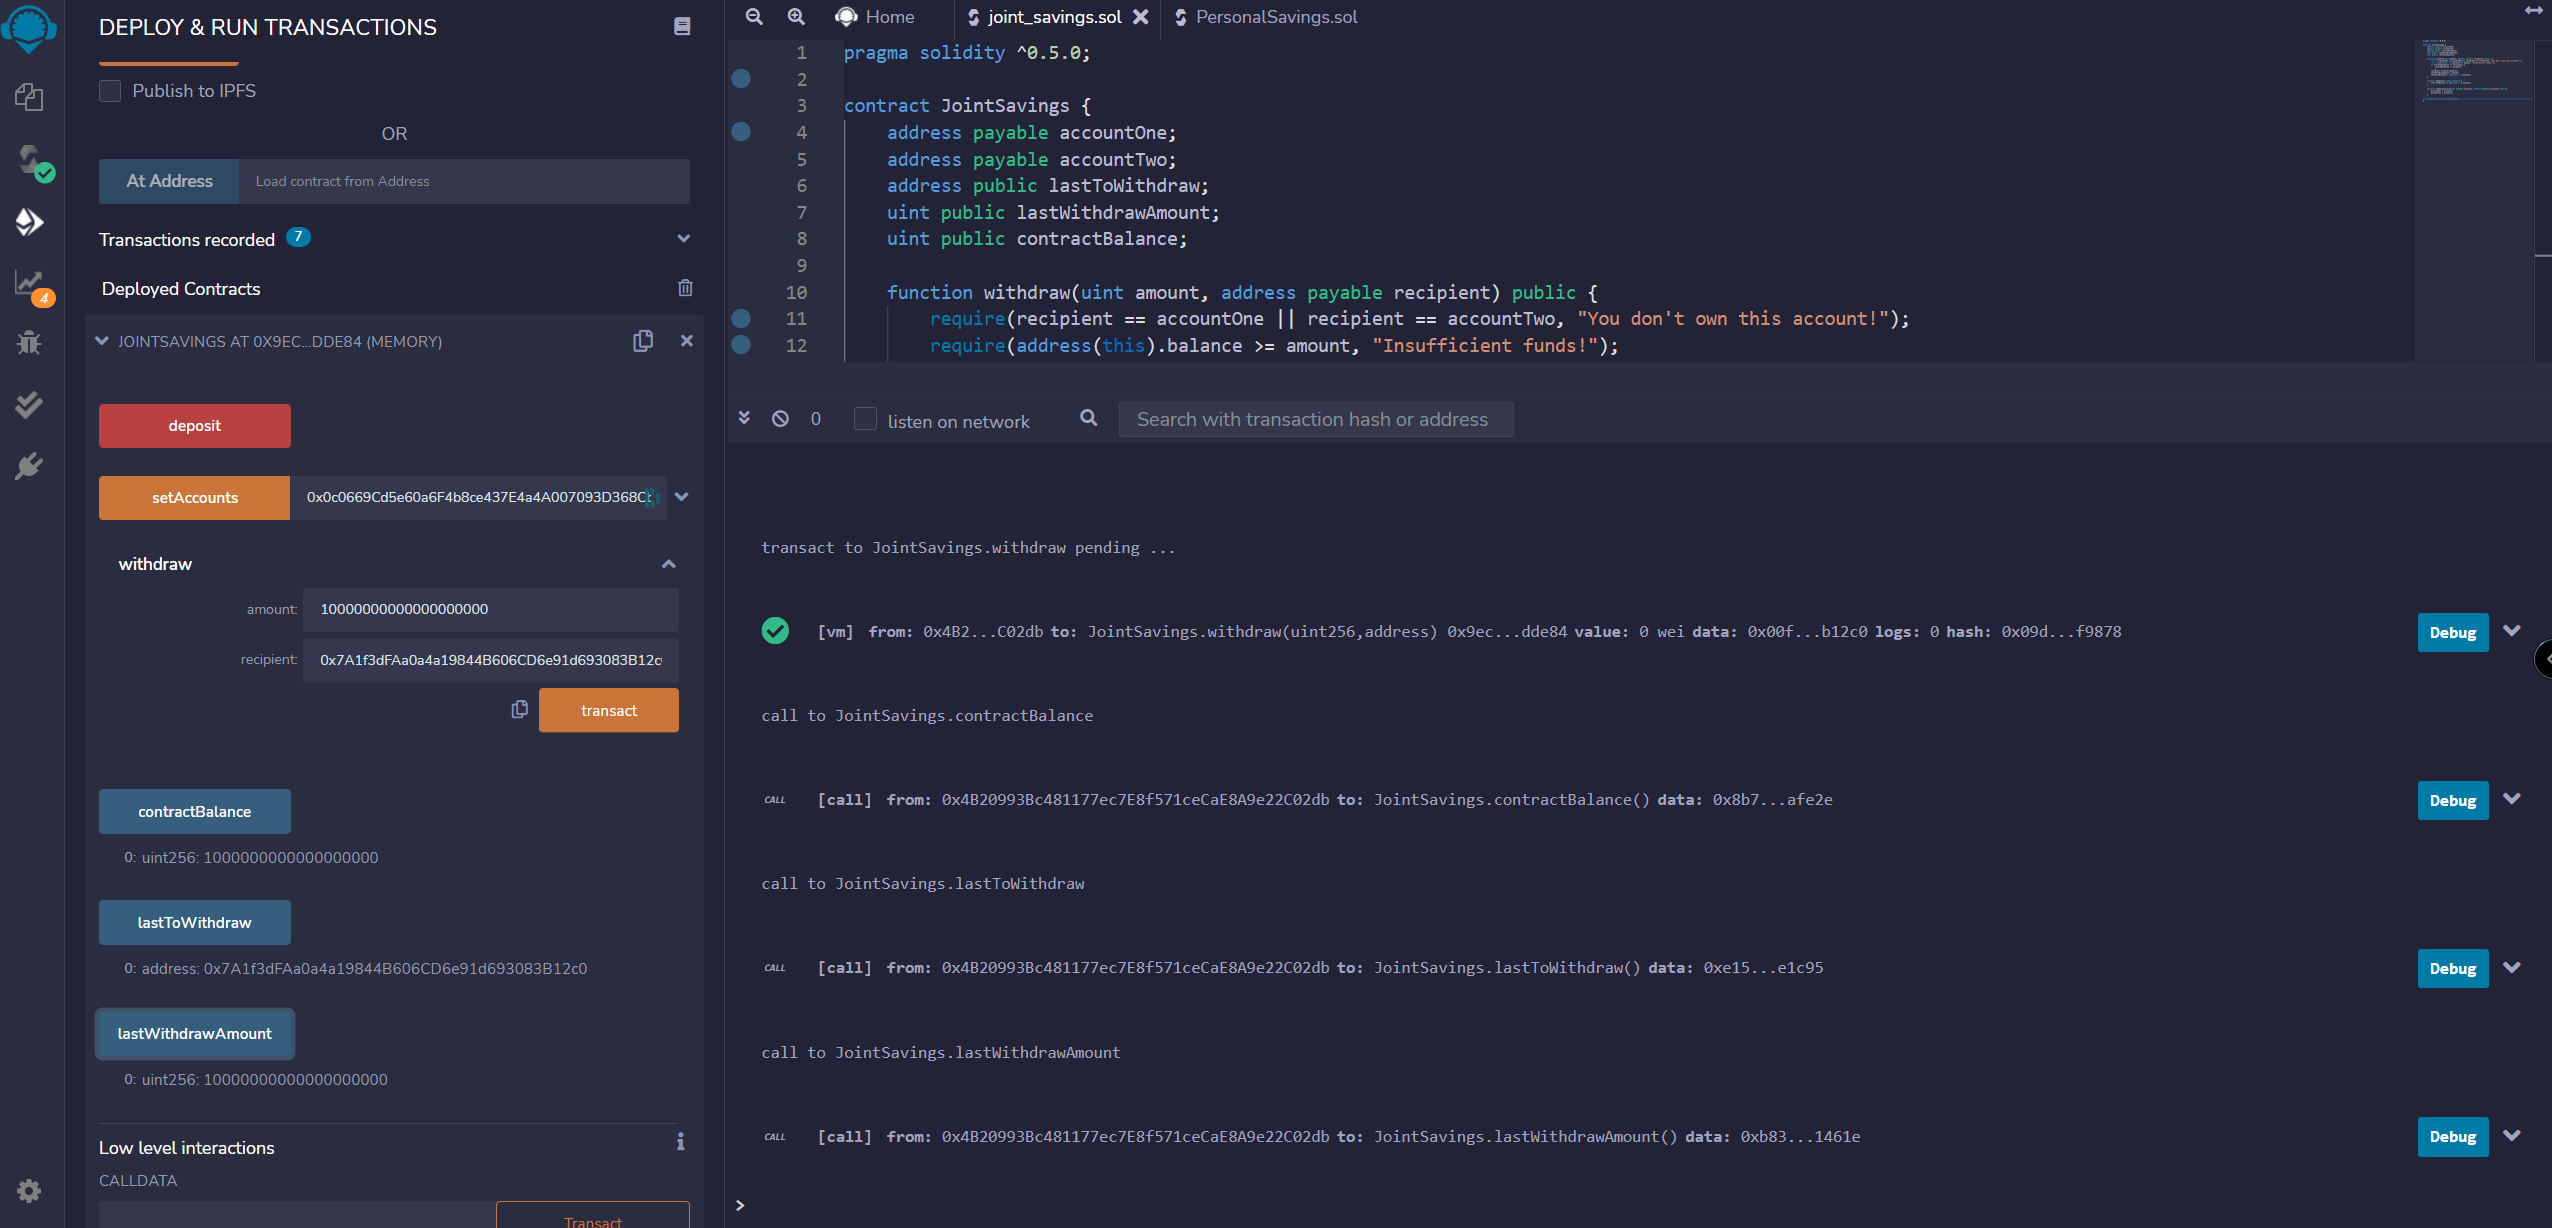 DEPLOY & RUN TRANSACTIONS
Publish to IPFS
OR
At Address
Load contract from Address
Transactions recorded 7
Deployed Contracts
4
JOINTSAVINGS AT 0X9EC...DDE84 (MEMORY)
deposit
setAccounts
0x0c0669Cd5e60a6F4b8ce437E4a4A007093D368C
withdraw
amount: 10000000000000000000
recipient: 0x7A1f3dFAa0a4a19844B606CD6e91d693083B12c
transact
contractBalance
0: uint256: 1000000000000000000
lastToWithdraw
0: address: 0x7A1f3dFAa0a4a19844B606CD6e91d693083B12c0
lastWithdrawAmount
0: uint256: 10000000000000000000
Low level interactions
CALLDATA
Transact
Home
joint_savings.sol
PersonalSavings.sol
1 pragma solidity ^0.5.0;
2
3 contract JointSavings {
4 address payable accountOne;
5 address payable accountTwo;
6 address public lastToWithdraw;
7 uint public lastWithdrawAmount;
8 uint public contractBalance;
9
10 function withdraw(uint amount, address payable recipient) public {
11 require(recipient == accountOne || recipient == accountTwo, "You don't own this account!");
12 require(address(this).balance >= amount, "Insufficient funds!");
0 listen on network Search with transaction hash or address
transact to JointSavings.withdraw pending ...
[vm] from: 0x4B2...C02db to: JointSavings.withdraw(uint256,address) 0x9ec...dde84 value: 0 wei data: 0x00f...b12c0 logs: 0 hash: 0x09d...f9878
Debug
call to JointSavings.contractBalance
CALL [call] from: 0x4B20993Bc481177ec7E8f571ceCaE8A9e22C02db to: JointSavings.contractBalance() data: 0x8b7...afe2e
Debug
call to JointSavings.lastToWithdraw
CALL [call] from: 0x4B20993Bc481177ec7E8f571ceCaE8A9e22C02db to: JointSavings.lastToWithdraw() data: 0xe15...e1c95
Debug
call to JointSavings.lastWithdrawAmount
CALL [call] from: 0x4B20993Bc481177ec7E8f571ceCaE8A9e22C02db to: JointSavings.lastWithdrawAmount() data: 0xb83...1461e
Debug
>